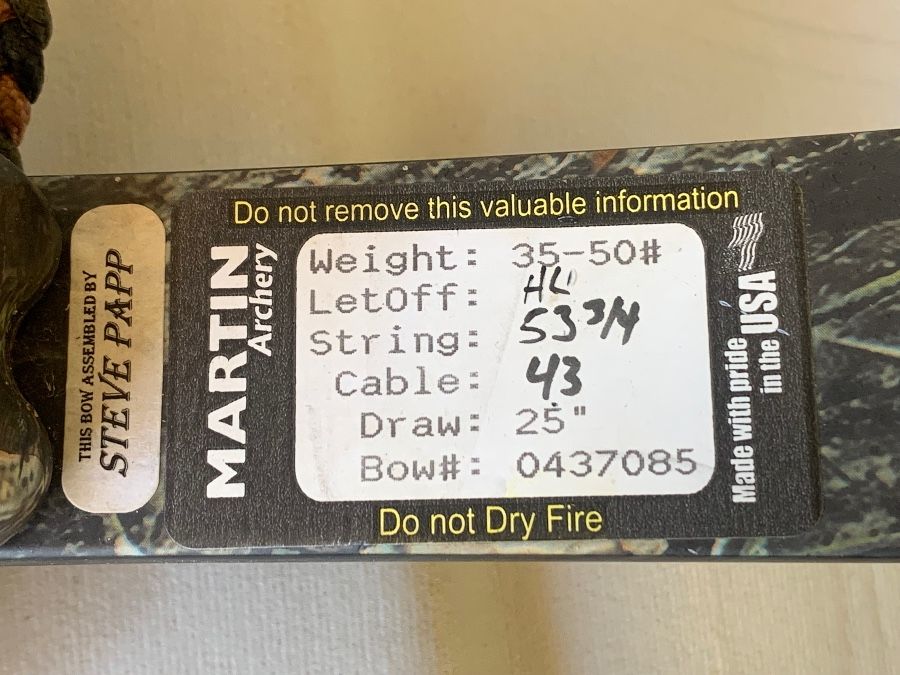 THIS BOW ASSEMBLED BY
STEVE PAPP
MARTIN
Archery
Do not remove this valuable information
Weight: 35-50#
LetOff: HL
String: 53 3/4
Cable: 43
Draw: 25"
Bow#: 0437085
Do not Dry Fire
Made with pride
in the USA